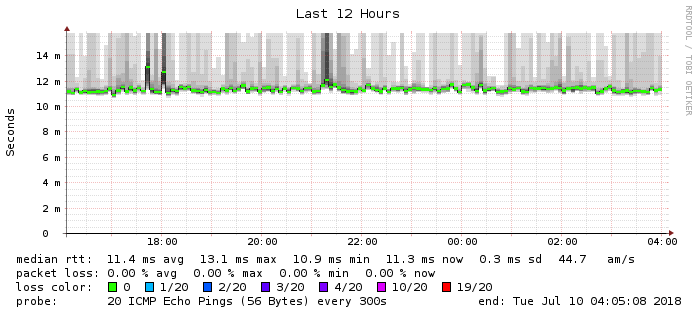 Last 12 Hours
RRDTOOL / TOBI OETIKER
Seconds
14 m
12 m
10 m
8 m
6 m
4 m
2 m
0
18:00 20:00 22:00 00:00 02:00 04:00
median rtt: 11.4 ms avg 13.1 ms max 10.9 ms min 11.3 ms now 0.3 ms sd 44.7 am/s
packet loss: 0.00 % avg 0.00 % max 0.00 % min 0.00 % now
loss color: 0 1/20 2/20 3/20 4/20 10/20 19/20
probe: 20 ICMP Echo Pings (56 Bytes) every 300s end: Tue Jul 10 04:05:08 2018